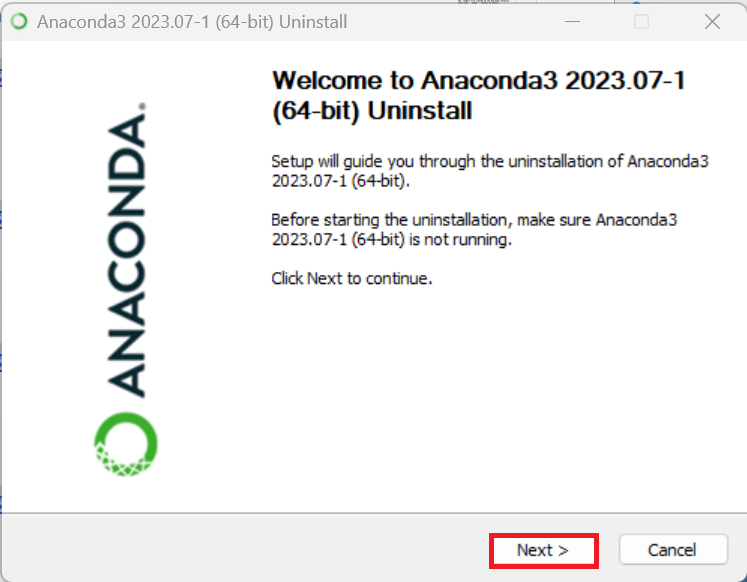 Anaconda3 2023.07-1 (64-bit) Uninstall
ANACONDA.
Welcome to Anaconda3 2023.07-1
(64-bit) Uninstall
Setup will guide you through the uninstallation of Anaconda3
2023.07-1 (64-bit).
Before starting the uninstallation, make sure Anaconda3
2023.07-1 (64-bit) is not running.
Click Next to continue.
Next >
Cancel